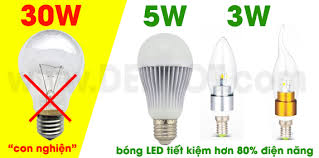 30W
5W
3W
"con nghiện"
bóng LED tiết kiệm hơn 80% điện năng